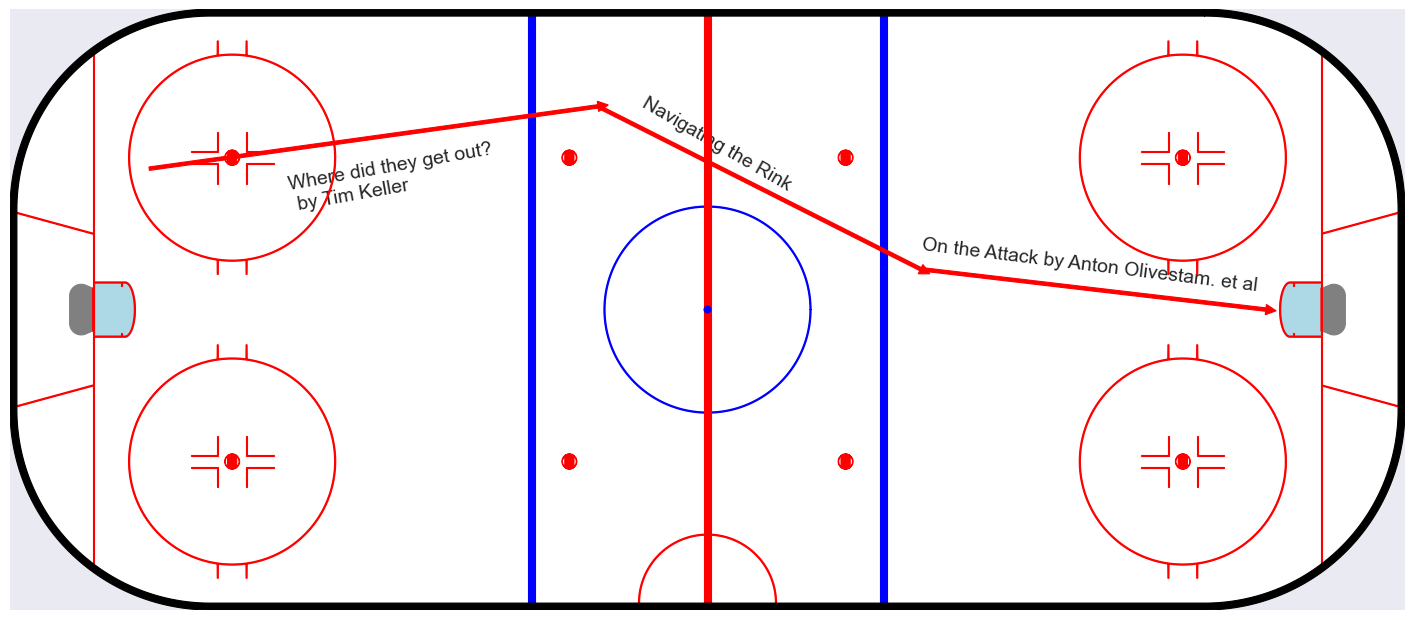 Where did they get out?
by Tim Keller
Navigating the Rink
On the Attack by Anton Olivestam. et al